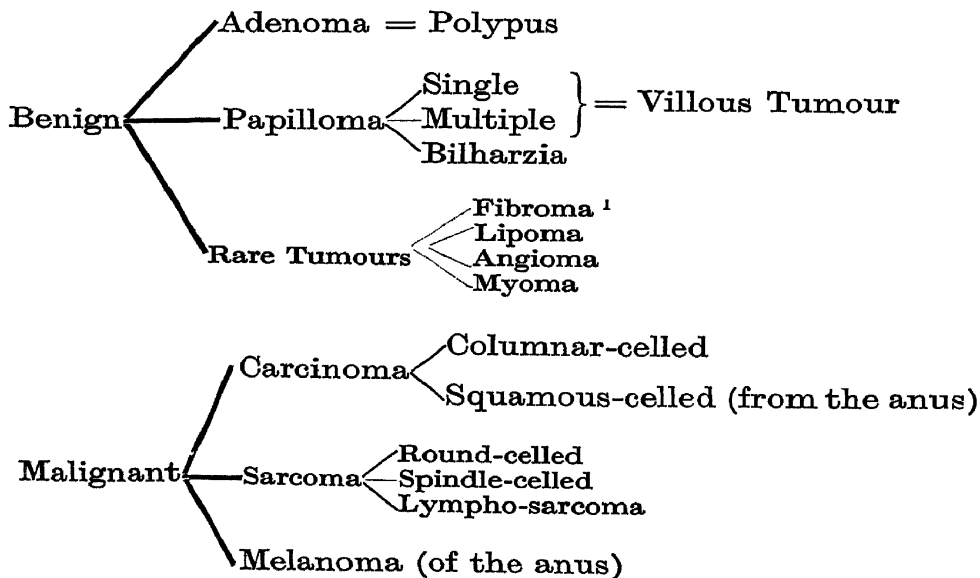 Adenoma = Polypus
Single
Benign Papilloma Multiple } = Villous Tumour
Bilharzia
Fibroma ¹
Rare Tumours Lipoma
Angioma
Myoma
Columnar-celled
Carcinoma
Squamous-celled (from the anus)
Round-celled
Malignant Sarcoma Spindle-celled
Lympho-sarcoma
Melanoma (of the anus)